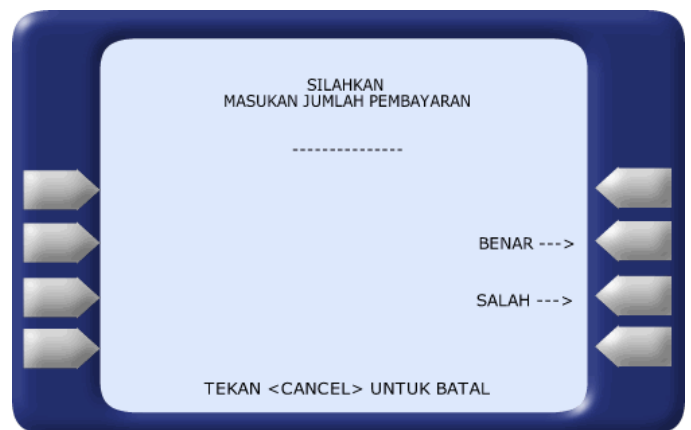 SILAHKAN
MASUKAN JUMLAH PEMBAYARAN
---------------
BENAR --->
SALAH --->
TEKAN <CANCEL> UNTUK BATAL